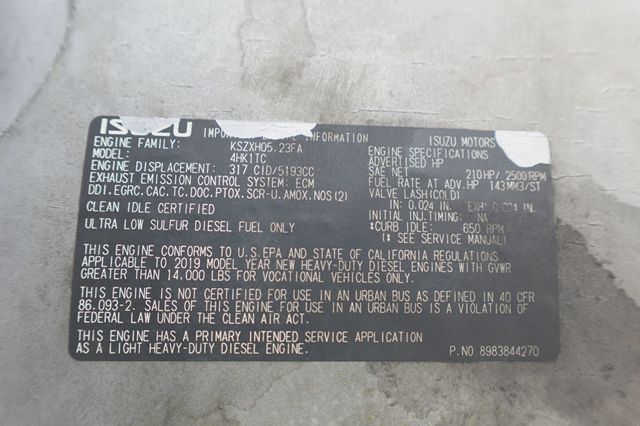 ISUZU IMPORTANT ENGINE INFORMATION ISUZU MOTORS
ENGINE FAMILY: KSZXH05.23FA
MODEL: 4HK1TC
ENGINE DISPLACEMENT: 317 CID/5193CC
EXHAUST EMISSION CONTROL SYSTEM: ECM
DDI.EGRC.CAC.TC.DOC.PTOX.SCR-U.AMOX.NOS(2)
CLEAN IDLE CERTIFIED
ULTRA LOW SULFUR DIESEL FUEL ONLY
ENGINE SPECIFICATIONS
ADVERTISED HP
SAE NET 210HP/ 2500RPM
FUEL RATE AT ADV.HP 143MM3/ST
VALVE LASH(COLD)
IN: 0.024 IN. EXH: 0.024 IN.
INITIAL INJ.TIMING: NA
*CURB IDLE: 650 RPM
(* SEE SERVICE MANUAL)
THIS ENGINE CONFORMS TO U.S.EPA AND STATE OF CALIFORNIA REGULATIONS
APPLICABLE TO 2019 MODEL YEAR NEW HEAVY-DUTY DIESEL ENGINES WITH GVWR
GREATER THAN 14,000 LBS FOR VOCATIONAL VEHICLES ONLY.
THIS ENGINE IS NOT CERTIFIED FOR USE IN AN URBAN BUS AS DEFINED IN 40 CFR
86.093-2. SALES OF THIS ENGINE FOR USE IN AN URBAN BUS IS A VIOLATION OF
FEDERAL LAW UNDER THE CLEAN AIR ACT.
THIS ENGINE HAS A PRIMARY INTENDED SERVICE APPLICATION
AS A LIGHT HEAVY-DUTY DIESEL ENGINE.
P.NO 8983844270